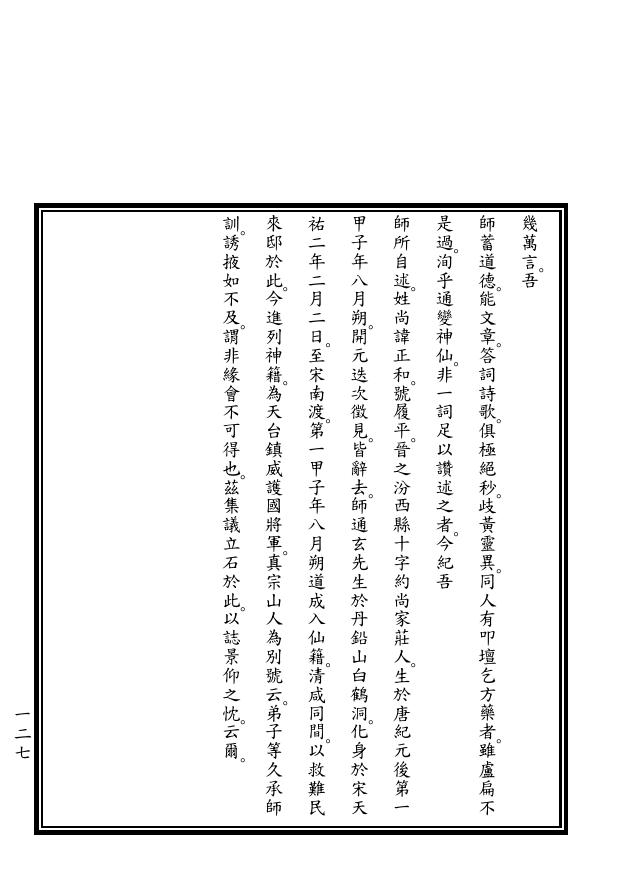 幾萬言。吾
師蓄道德。能文章。答詞詩歌。俱極絕秒。歧黃靈異。同人有叩壇乞方藥者。雖盧扁不
是過。洵乎通變神仙。非一詞足以讚述之者。今紀吾
師所自述。姓尚諱正和。號履平。晉之汾西縣十字約尚家莊人。生於唐紀元後第一
甲子年八月朔。開元迭次徵見。皆辭去。師通玄先生於丹鉛山白鶴洞。化身於宋天
祐二年二月二日。至宋南渡。第一甲子年八月朔道成入仙籍。清咸同間。以救難民
來邸於此。今進列神籍。為天台鎮威護國將軍。真宗山人為別號云。弟子等久承師
訓。誘掖如不及。謂非緣會不可得也。茲集議立石於此。以誌景仰之忱。云爾。
一二七